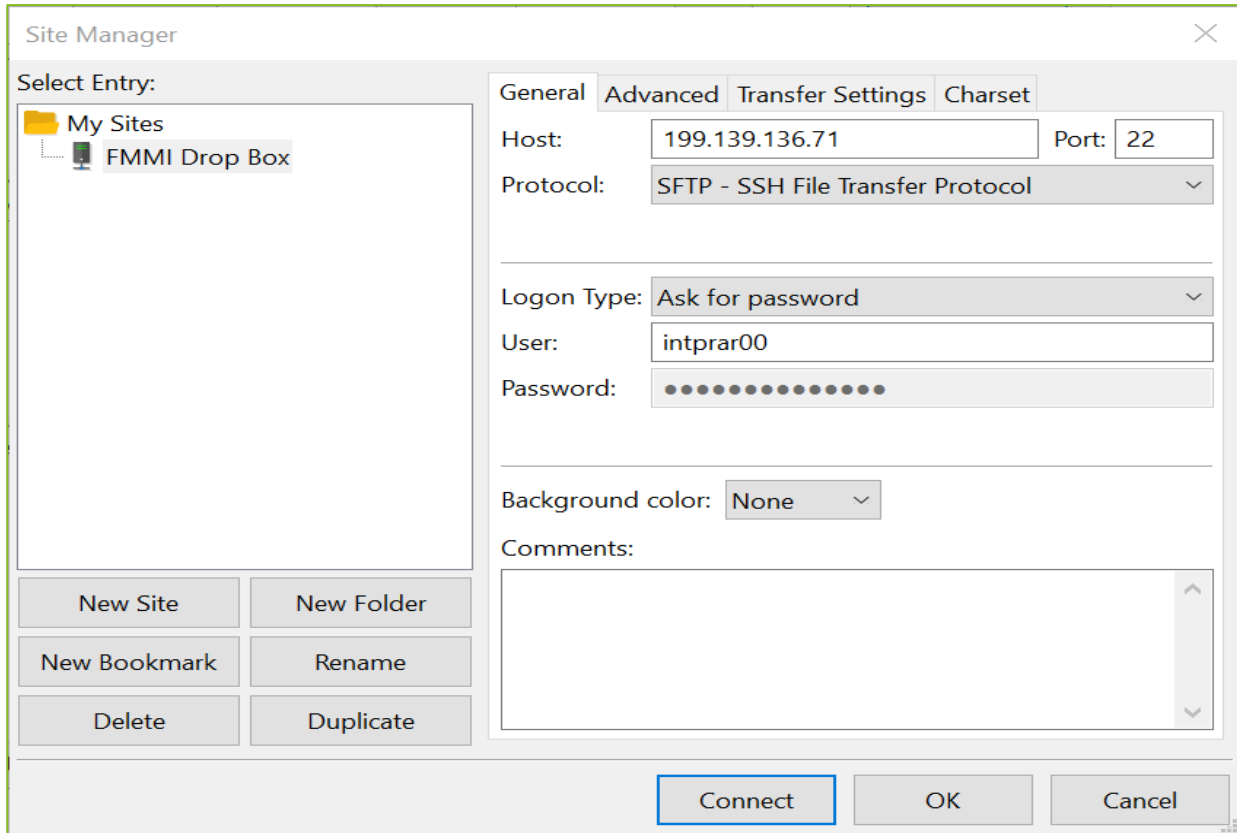 Site Manager
Select Entry:
My Sites
FMMI Drop Box
New Site New Folder
New Bookmark Rename
Delete Duplicate
General Advanced Transfer Settings Charset
Host: 199.139.136.71 Port: 22
Protocol: SFTP - SSH File Transfer Protocol
Logon Type: Ask for password
User: intprar00
Password: ●●●●●●●●●●●●●●
Background color: None
Comments:
Connect OK Cancel